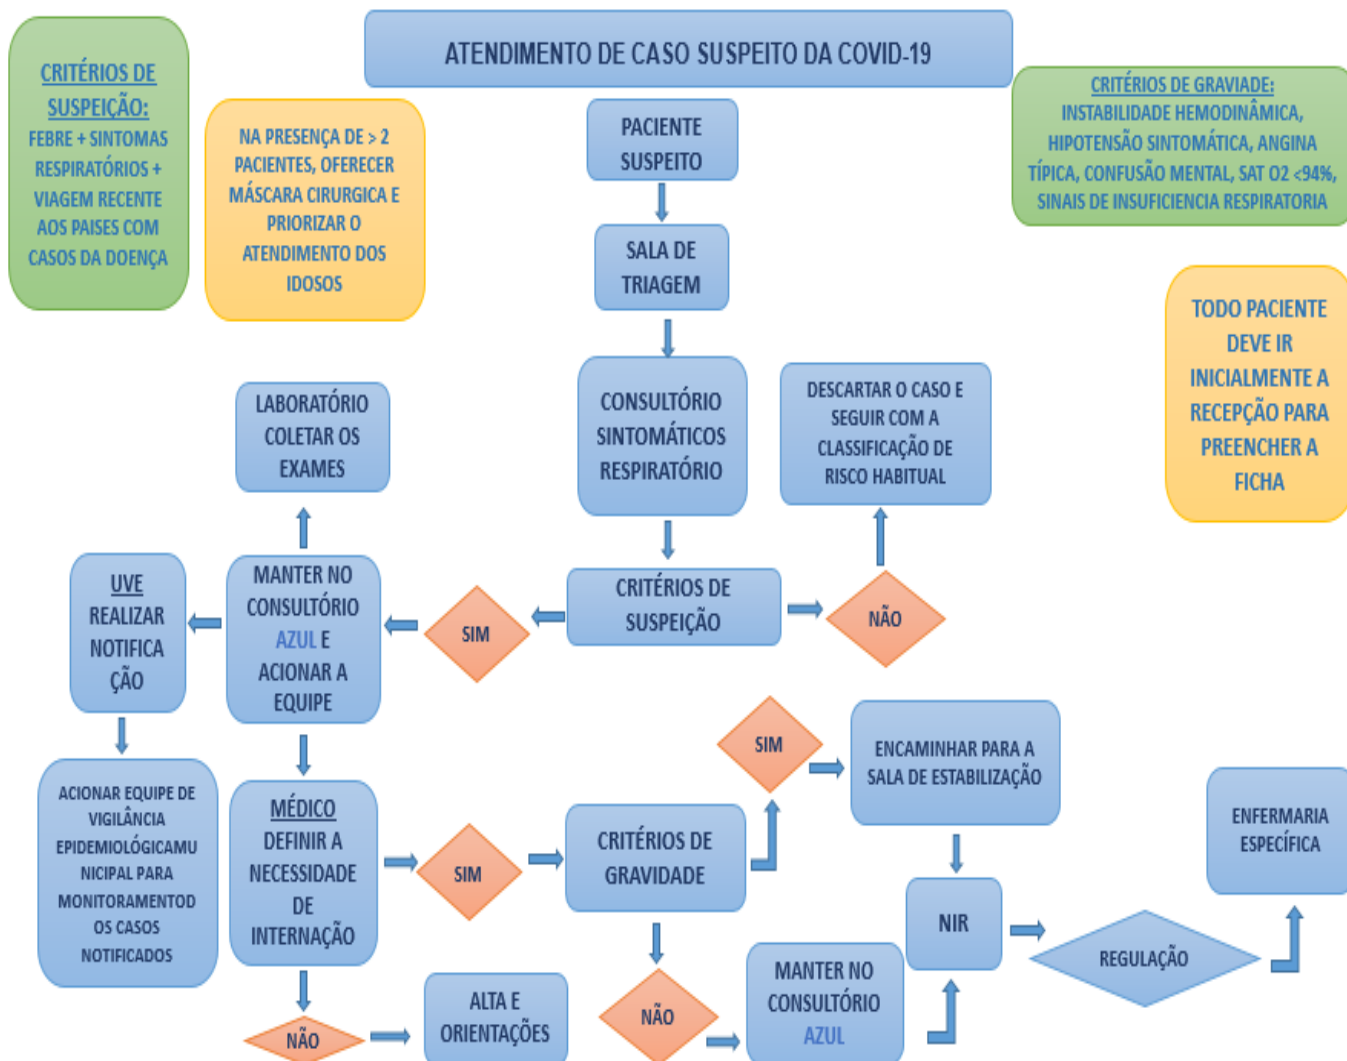 ATENDIMENTO DE CASO SUSPEITO DA COVID-19
CRITÉRIOS DE
SUSPEIÇÃO:
FEBRE + SINTOMAS
RESPIRATÓRIOS +
VIAGEM RECENTE
AOS PAISES COM
CASOS DA DOENÇA
NA PRESENÇA DE > 2
PACIENTES, OFERECER
MÁSCARA CIRURGICA E
PRIORIZAR O
ATENDIMENTO DOS
IDOSOS
PACIENTE
SUSPEITO
CRITÉRIOS DE GRAVIADE:
INSTABILIDADE HEMODINÂMICA,
HIPOTENSÃO SINTOMÁTICA, ANGINA
TÍPICA, CONFUSÃO MENTAL, SAT O2 <94%,
SINAIS DE INSUFICIENCIA RESPIRATORIA
SALA DE
TRIAGEM
TODO PACIENTE
DEVE IR
INICIALMENTE A
RECEPÇÃO PARA
PREENCHER A
FICHA
LABORATÓRIO
COLETAR OS
EXAMES
CONSULTÓRIO
SINTOMÁTICOS
RESPIRATÓRIO
DESCARTAR O CASO E
SEGUIR COM A
CLASSIFICAÇÃO DE
RISCO HABITUAL
UVE
REALIZAR
NOTIFICA
ÇÃO
MANTER NO
CONSULTÓRIO
AZUL E
ACIONAR A
EQUIPE
SIM
CRITÉRIOS DE
SUSPEIÇÃO
NÃO
ACIONAR EQUIPE DE
VIGILÂNCIA
EPIDEMIOLÓGICAMU
NICIPAL PARA
MONITORAMENTOD
OS CASOS
NOTIFICADOS
MÉDICO
DEFINIR A
NECESSIDADE
DE
INTERNAÇÃO
SIM
CRITÉRIOS DE
GRAVIDADE
SIM
ENCAMINHAR PARA A
SALA DE ESTABILIZAÇÃO
ENFERMARIA
ESPECÍFICA
NIR
REGULAÇÃO
NÃO
ALTA E
ORIENTAÇÕES
NÃO
MANTER NO
CONSULTÓRIO
AZUL